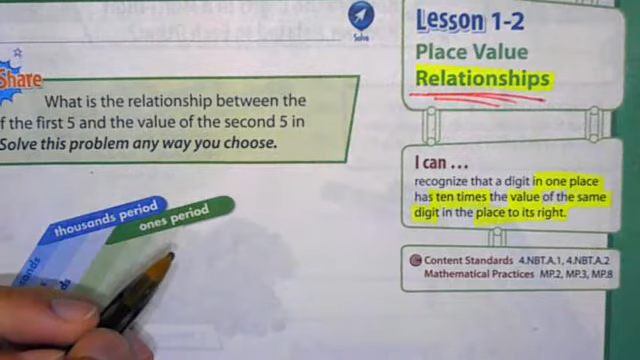 Solve
Share
What is the relationship between the
f the first 5 and the value of the second 5 in
Solve this problem any way you choose.
Lesson 1-2
Place Value
Relationships
I can ...
recognize that a digit in one place
has ten times the value of the same
digit in the place to its right.
Content Standards 4.NBT.A.1, 4.NBT.A.2
Mathematical Practices MP.2, MP.3, MP.8
thousands period
ones period